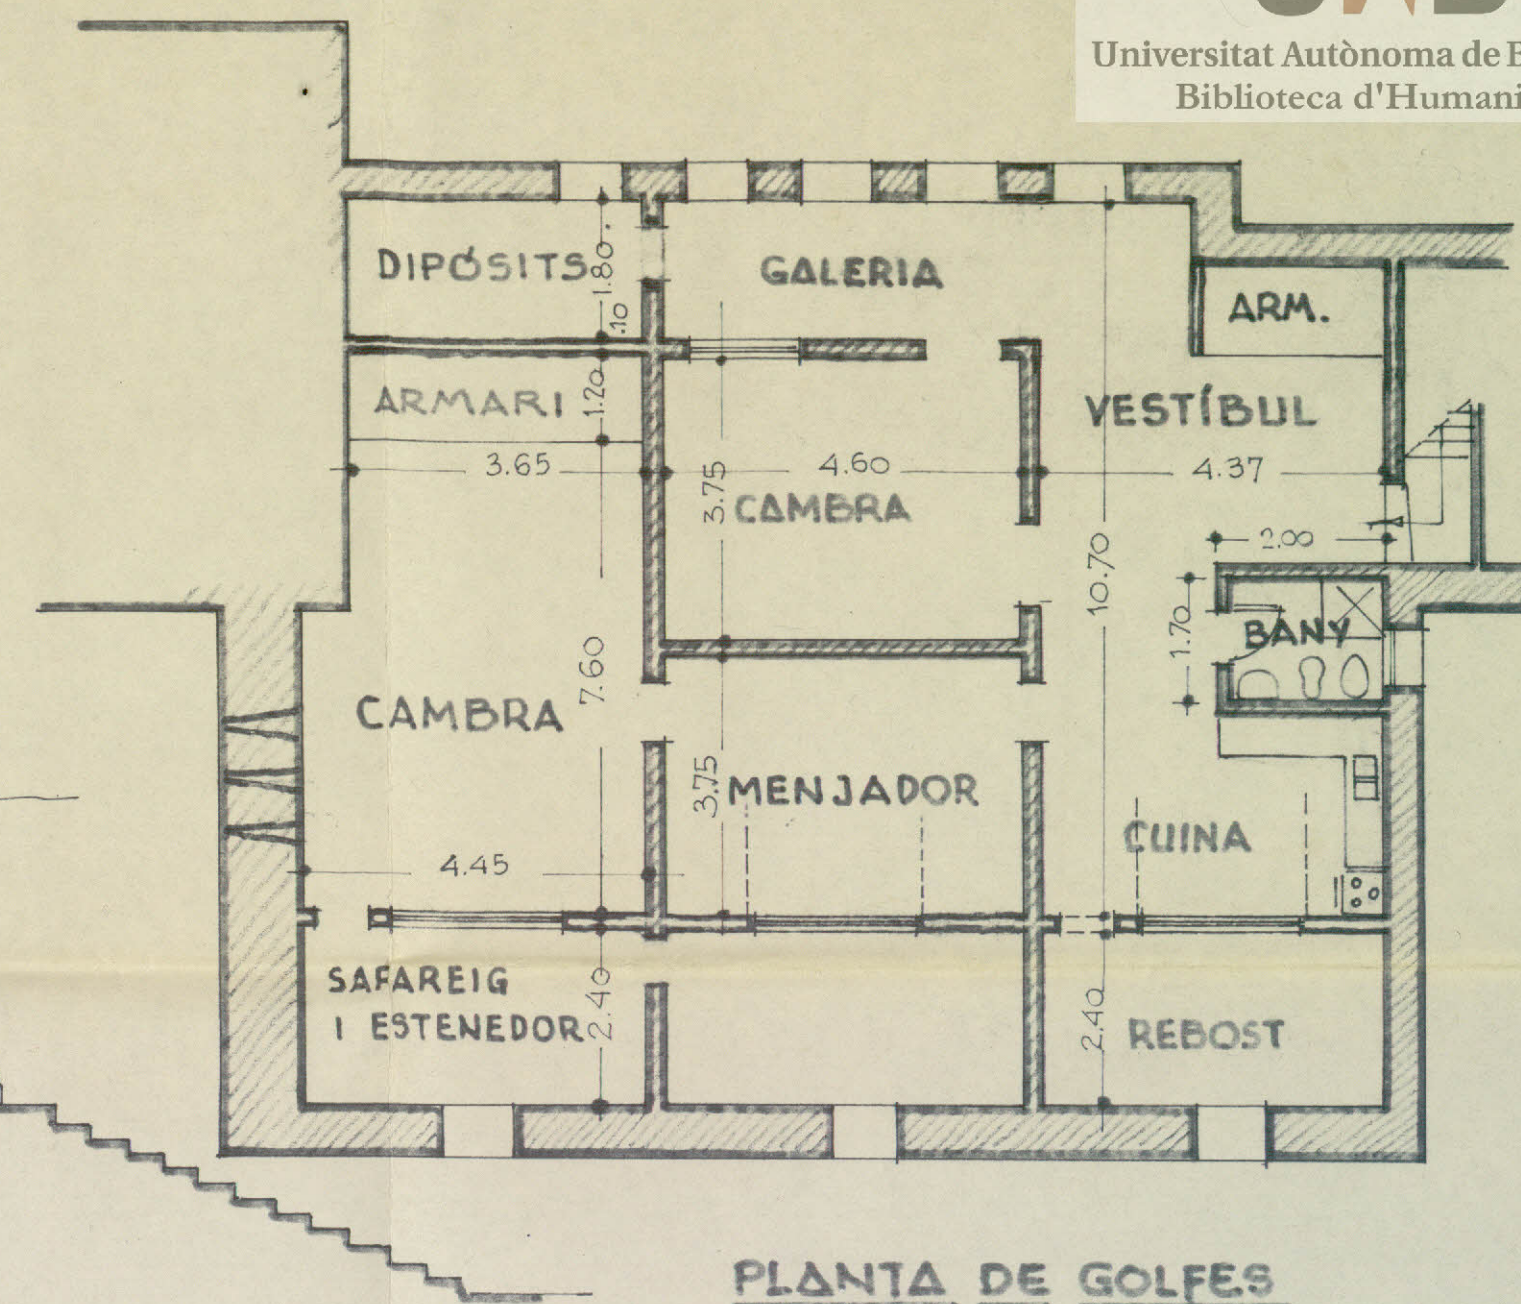 Universitat Autònoma de B
Biblioteca d'Humani
DIPÓSITS
1.80
.10
GALERIA
ARM.
ARMARI
1.20
VESTÍBUL
3.65
4.60
4.37
3.75
CAMBRA
2.00
10.70
1.70
BANY
7.60
CAMBRA
3.75
MENJADOR
CUINA
4.45
SAFAREIG
I ESTENEDOR
2.40
2.40
REBOST
PLANTA DE GOLFES